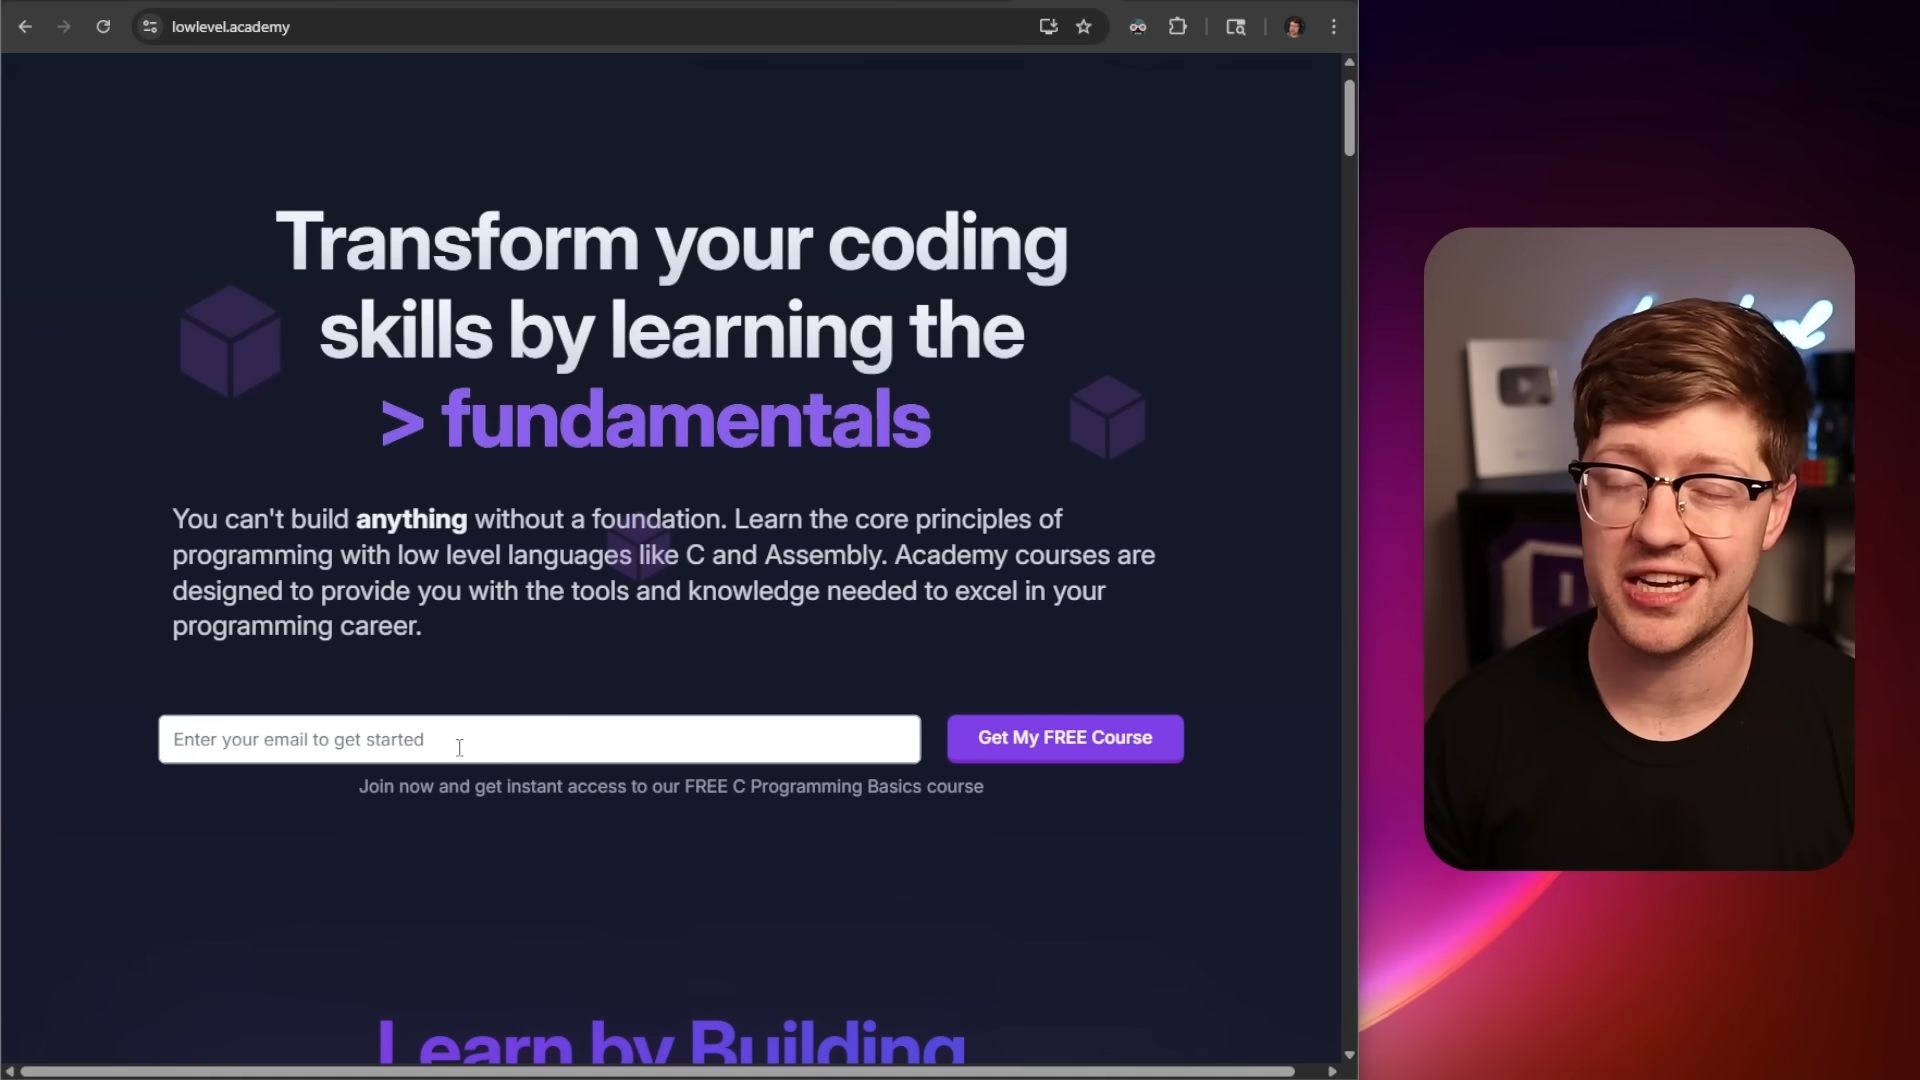 lowlevel.academy
Transform your coding
skills by learning the
> fundamentals
You can't build anything without a foundation. Learn the core principles of
programming with low level languages like C and Assembly. Academy courses are
designed to provide you with the tools and knowledge needed to excel in your
programming career.
Enter your email to get started
Get My FREE Course
Join now and get instant access to our FREE C Programming Basics course
Learn by Building